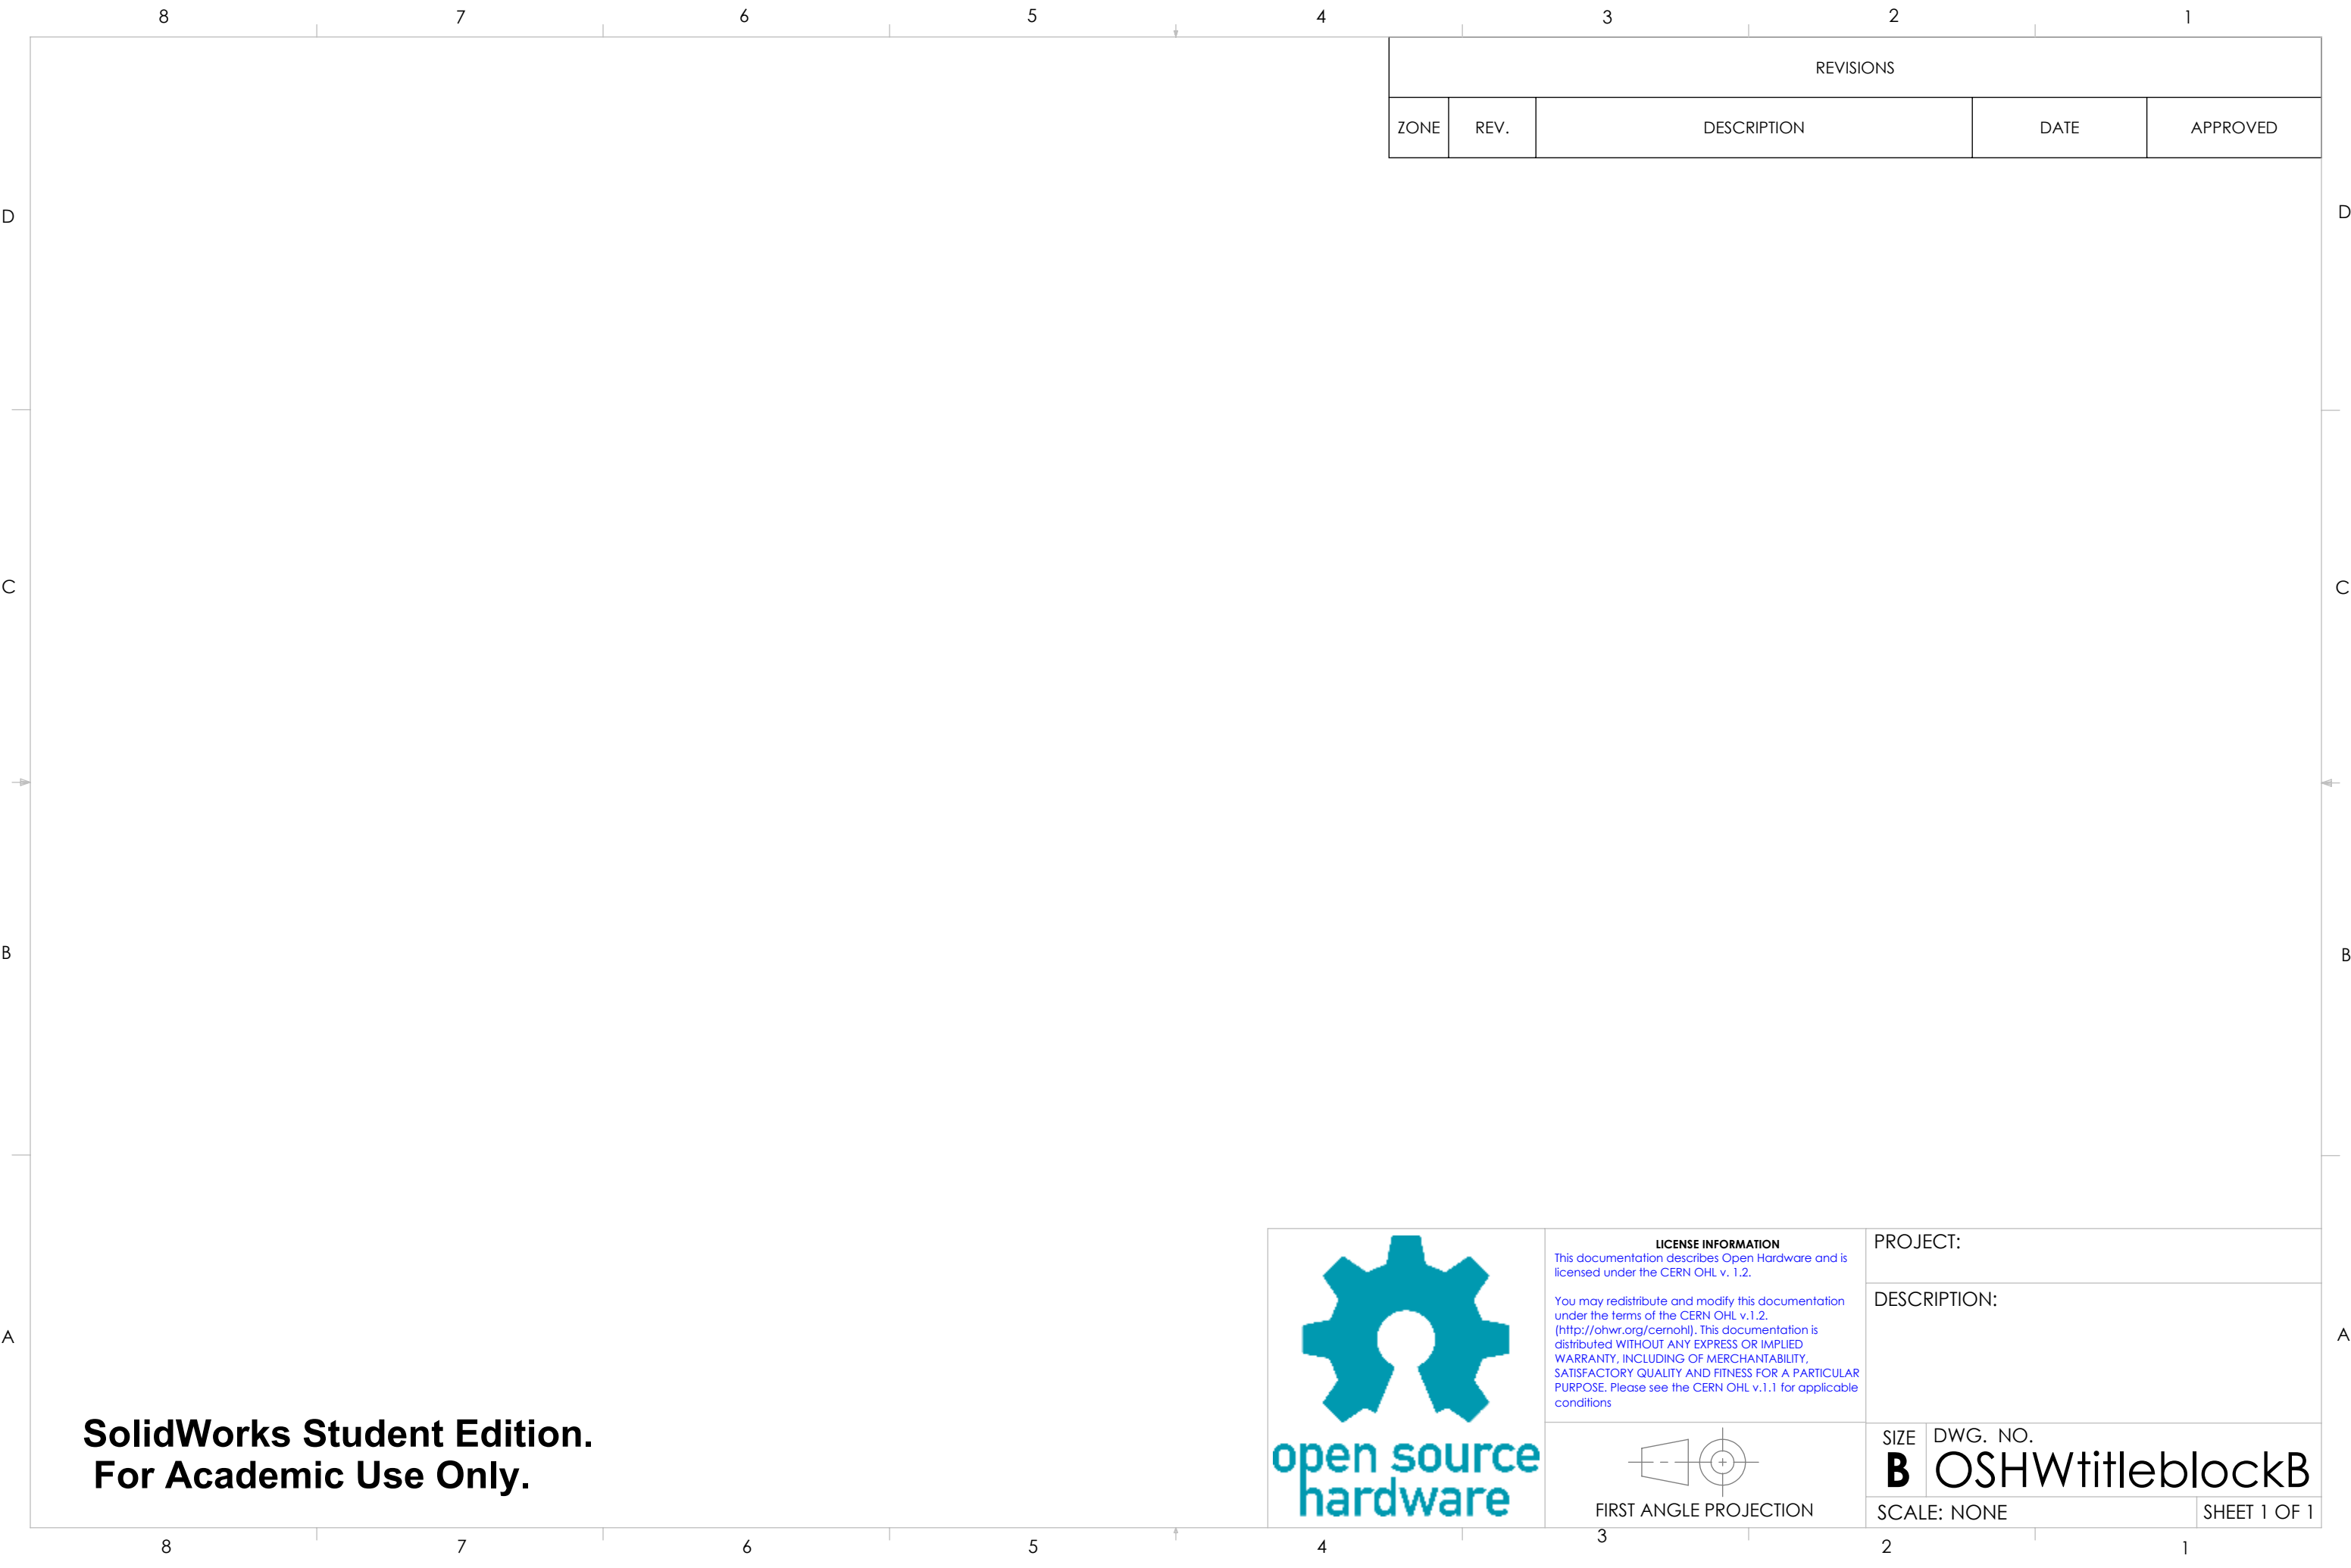 8 7 6 5 4 3 2 1
REVISIONS
ZONE REV. DESCRIPTION DATE APPROVED
D D
C C
B B
A A
open source
hardware
LICENSE INFORMATION
This documentation describes Open Hardware and is
licensed under the CERN OHL v. 1.2.
You may redistribute and modify this documentation
under the terms of the CERN OHL v.1.2.
(http://ohwr.org/cernohl). This documentation is
distributed WITHOUT ANY EXPRESS OR IMPLIED
WARRANTY, INCLUDING OF MERCHANTABILITY,
SATISFACTORY QUALITY AND FITNESS FOR A PARTICULAR
PURPOSE. Please see the CERN OHL v.1.1 for applicable
conditions
FIRST ANGLE PROJECTION
PROJECT:
DESCRIPTION:
SIZE
B
DWG. NO.
OSHWtitleblockB
SCALE: NONE
SHEET 1 OF 1
SolidWorks Student Edition.
For Academic Use Only.
8 7 6 5 4 3 2 1